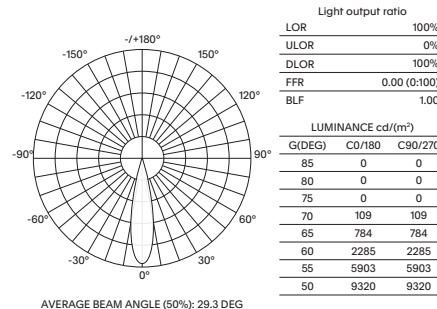 -/+180°
-150°
150°
-120°
120°
-90°
90°
-60°
60°
-30°
30°
0°
AVERAGE BEAM ANGLE (50%): 29.3 DEG
Light output ratio
LOR 100%
ULOR 0%
DLOR 100%
FFR 0.00 (0:100)
BLF 1.00
LUMINANCE cd/(m²)
G(DEG) C0/180 C90/270
85 0 0
80 0 0
75 0 0
70 109 109
65 784 784
60 2285 2285
55 5903 5903
50 9320 9320